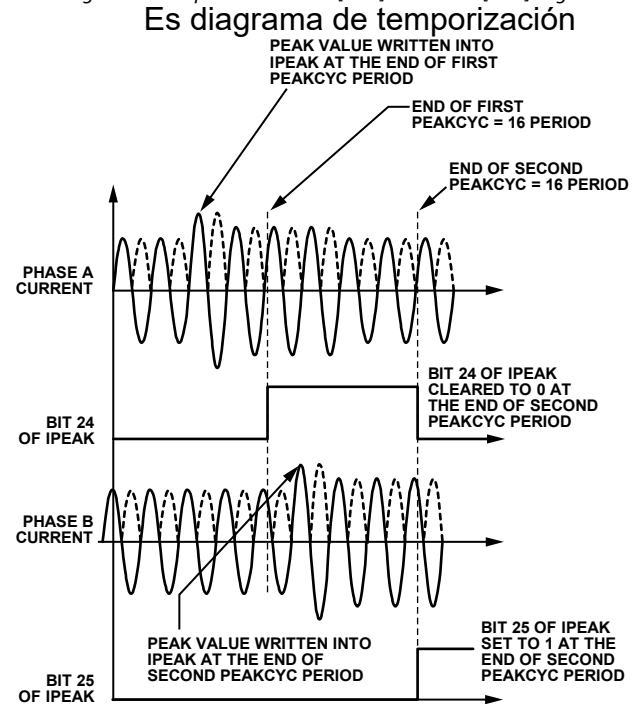 Es diagrama de temporización
PEAK VALUE WRITTEN INTO
IPEAK AT THE END OF FIRST
PEAKCYC PERIOD
END OF FIRST
PEAKCYC = 16 PERIOD
END OF SECOND
PEAKCYC = 16 PERIOD
PHASE A
CURRENT
BIT 24 OF IPEAK
CLEARED TO 0 AT
THE END OF SECOND
PEAKCYC PERIOD
BIT 24
OF IPEAK
PHASE B
CURRENT
PEAK VALUE WRITTEN INTO
IPEAK AT THE END OF
SECOND PEAKCYC PERIOD
BIT 25 OF IPEAK
SET TO 1 AT THE
END OF SECOND
PEAKCYC PERIOD
BIT 25
OF IPEAK